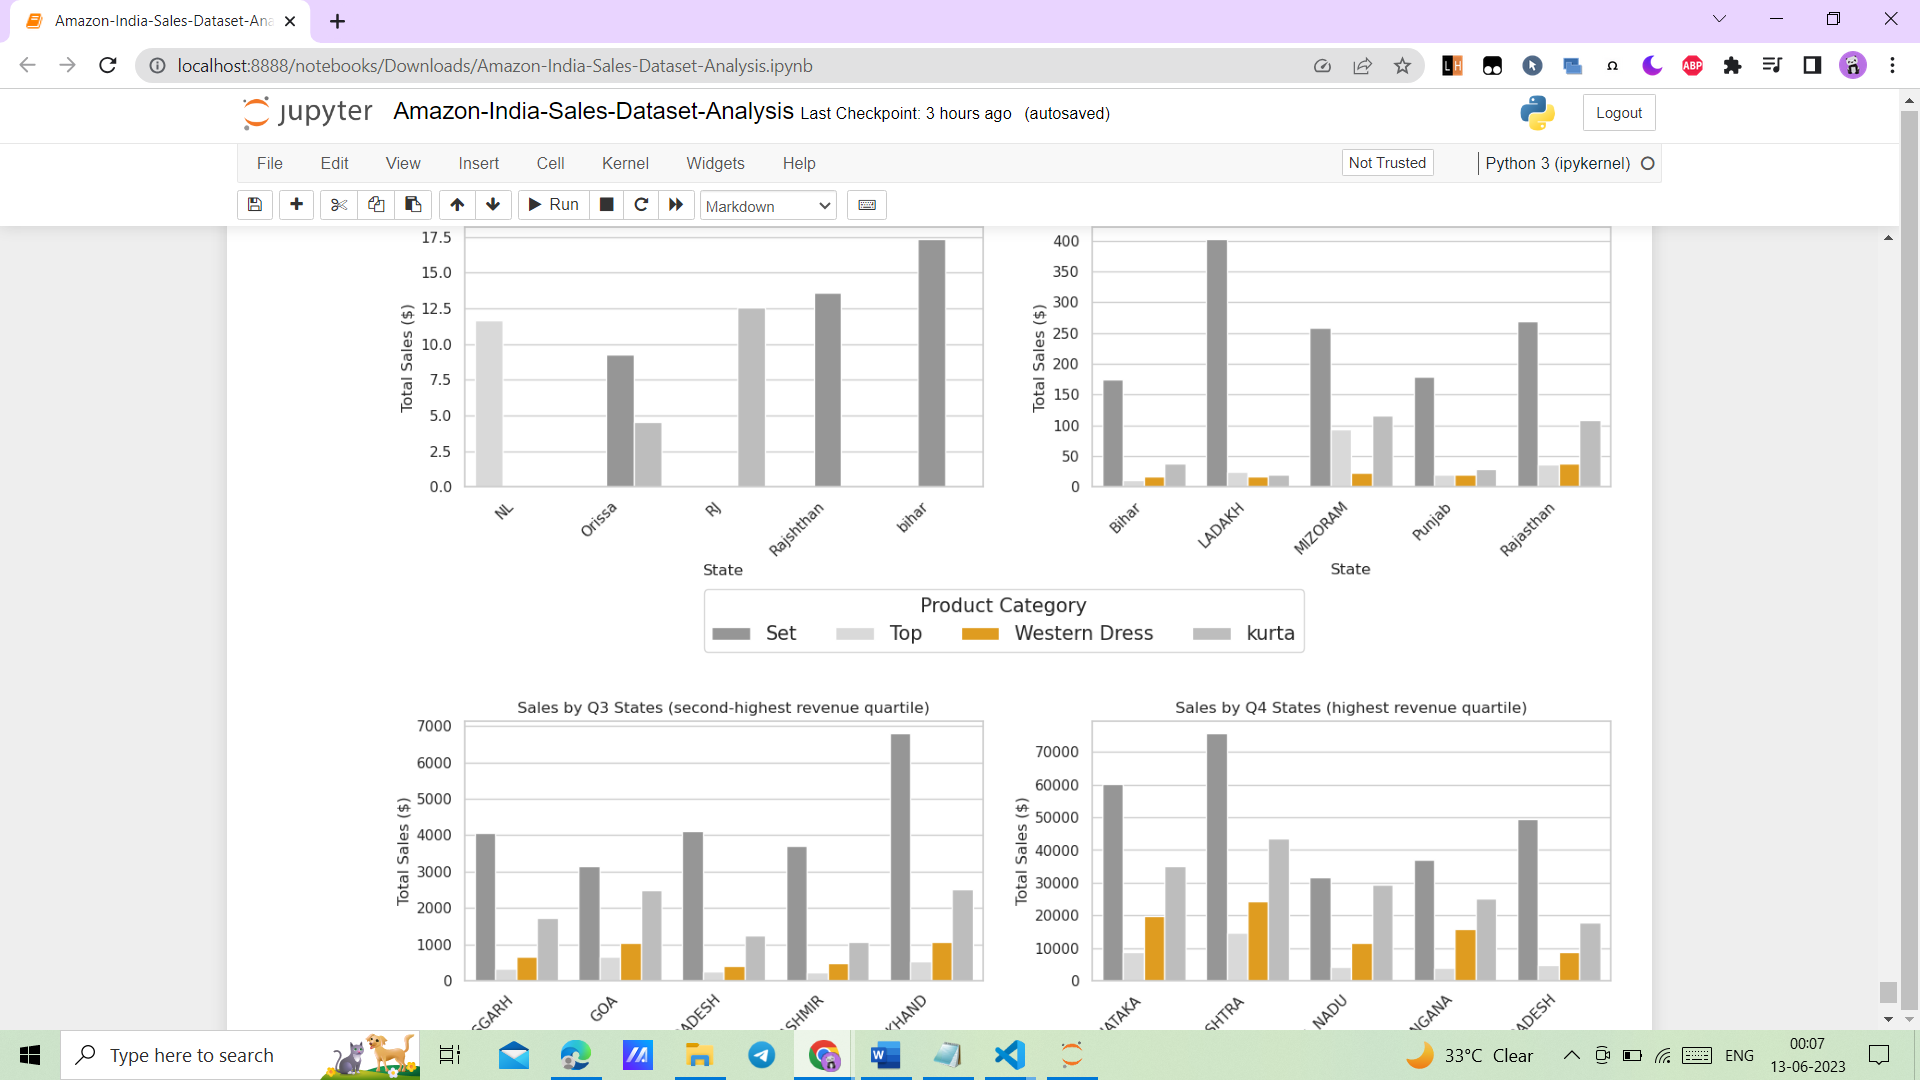 Amazon-India-Sales-Dataset-Ana
localhost:8888/notebooks/Downloads/Amazon-India-Sales-Dataset-Analysis.ipynb
LH
ABP
jupyter Amazon-India-Sales-Dataset-Analysis Last Checkpoint: 3 hours ago (autosaved)
Logout
File Edit View Insert Cell Kernel Widgets Help
Not Trusted
Python 3 (ipykernel)
Run
Markdown
Total Sales ($)
17.5
15.0
12.5
10.0
7.5
5.0
2.5
0.0
NL Orissa RJ Rajshthan bihar
State
Total Sales ($)
400
350
300
250
200
150
100
50
0
Bihar LADAKH MIZORAM Punjab Rajasthan
State
Product Category
Set Top Western Dress kurta
Sales by Q3 States (second-highest revenue quartile)
Total Sales ($)
7000
6000
5000
4000
3000
2000
1000
0
SGARH GOA ADESH SHMIR KHAND
Sales by Q4 States (highest revenue quartile)
Total Sales ($)
70000
60000
50000
40000
30000
20000
10000
0
ATAKA SHTRA NADU NGANA ADESH
Type here to search
33°C Clear
ENG
00:07
13-06-2023